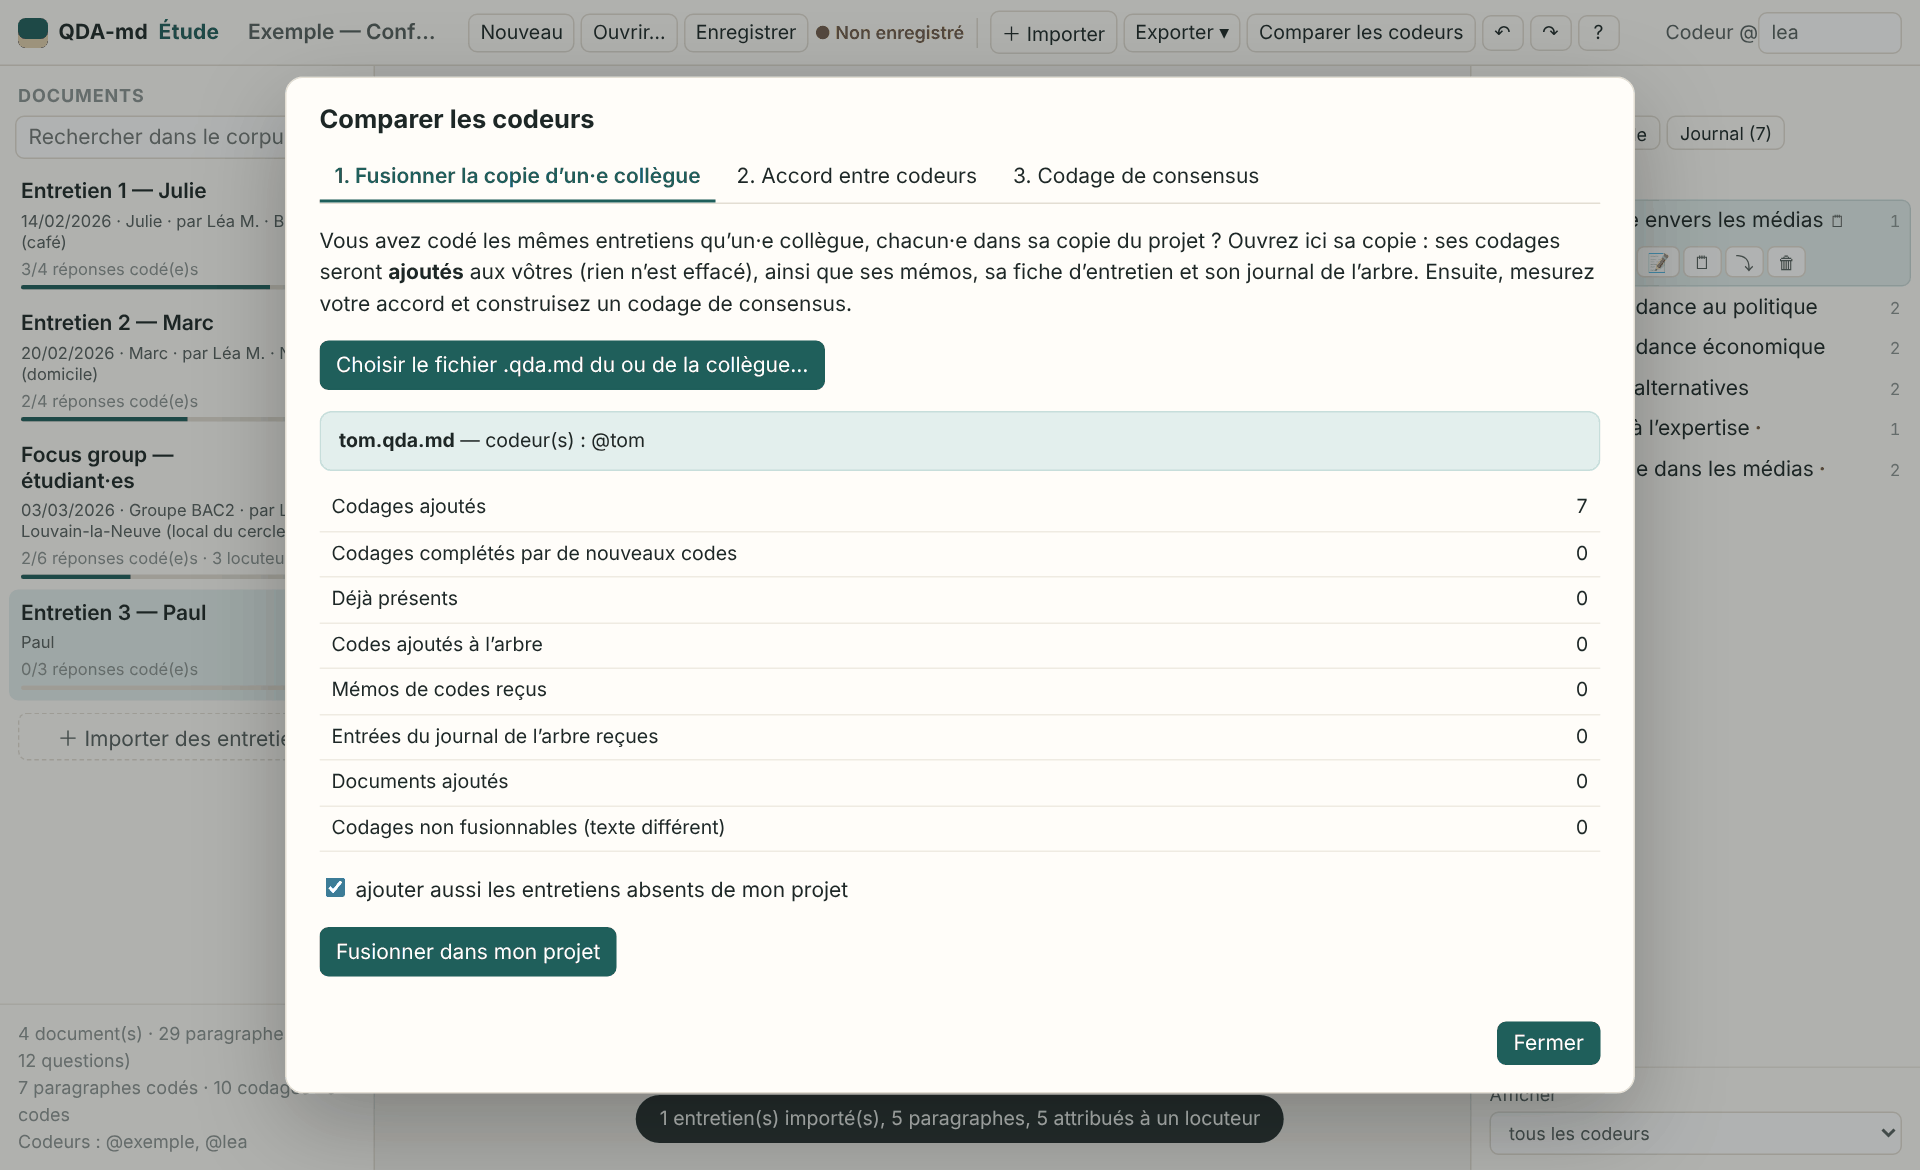 QDA-md Étude
Exemple — Conf…
Nouveau
Ouvrir…
Enregistrer
Non enregistré
+ Importer
Exporter ▾
Comparer les codeurs
↶
↷
?
Codeur @
lea
DOCUMENTS
Rechercher dans le corpu
Entretien 1 — Julie
14/02/2026 · Julie · par Léa M. · B
(café)
3/4 réponses codé(e)s
Entretien 2 — Marc
20/02/2026 · Marc · par Léa M. · N
(domicile)
2/4 réponses codé(e)s
Focus group —
étudiant·es
03/03/2026 · Groupe BAC2 · par L
Louvain-la-Neuve (local du cercle
2/6 réponses codé(e)s · 3 locuteu
Entretien 3 — Paul
Paul
0/3 réponses codé(e)s
+ Importer des entretie
4 document(s) · 29 paragraphe
12 questions)
7 paragraphes codés · 10 codag
codes
Codeurs : @exemple, @lea
Comparer les codeurs
1. Fusionner la copie d’un·e collègue
2. Accord entre codeurs
3. Codage de consensus
Vous avez codé les mêmes entretiens qu’un·e collègue, chacun·e dans sa copie du projet ? Ouvrez ici sa copie : ses codages
seront ajoutés aux vôtres (rien n’est effacé), ainsi que ses mémos, sa fiche d’entretien et son journal de l’arbre. Ensuite, mesurez
votre accord et construisez un codage de consensus.
Choisir le fichier .qda.md du ou de la collègue…
tom.qda.md — codeur(s) : @tom
Codages ajoutés 7
Codages complétés par de nouveaux codes 0
Déjà présents 0
Codes ajoutés à l’arbre 0
Mémos de codes reçus 0
Entrées du journal de l’arbre reçues 0
Documents ajoutés 0
Codages non fusionnables (texte différent) 0
ajouter aussi les entretiens absents de mon projet
Fusionner dans mon projet
Fermer
1 entretien(s) importé(s), 5 paragraphes, 5 attribués à un locuteur
e
Journal (7)
e envers les médias 1
dance au politique 2
dance économique 2
alternatives 2
à l’expertise · 1
e dans les médias · 2
Afficher
tous les codeurs